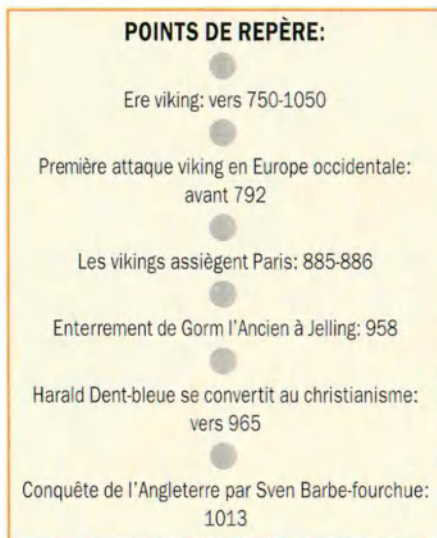 POINTS DE REPÈRE:
Ere viking: vers 750-1050
Première attaque viking en Europe occidentale:
avant 792
Les vikings assiègent Paris: 885-886
Enterrement de Gorm l'Ancien à Jelling: 958
Harald Dent-bleue se convertit au christianisme:
vers 965
Conquête de l'Angleterre par Sven Barbe-fourchue:
1013